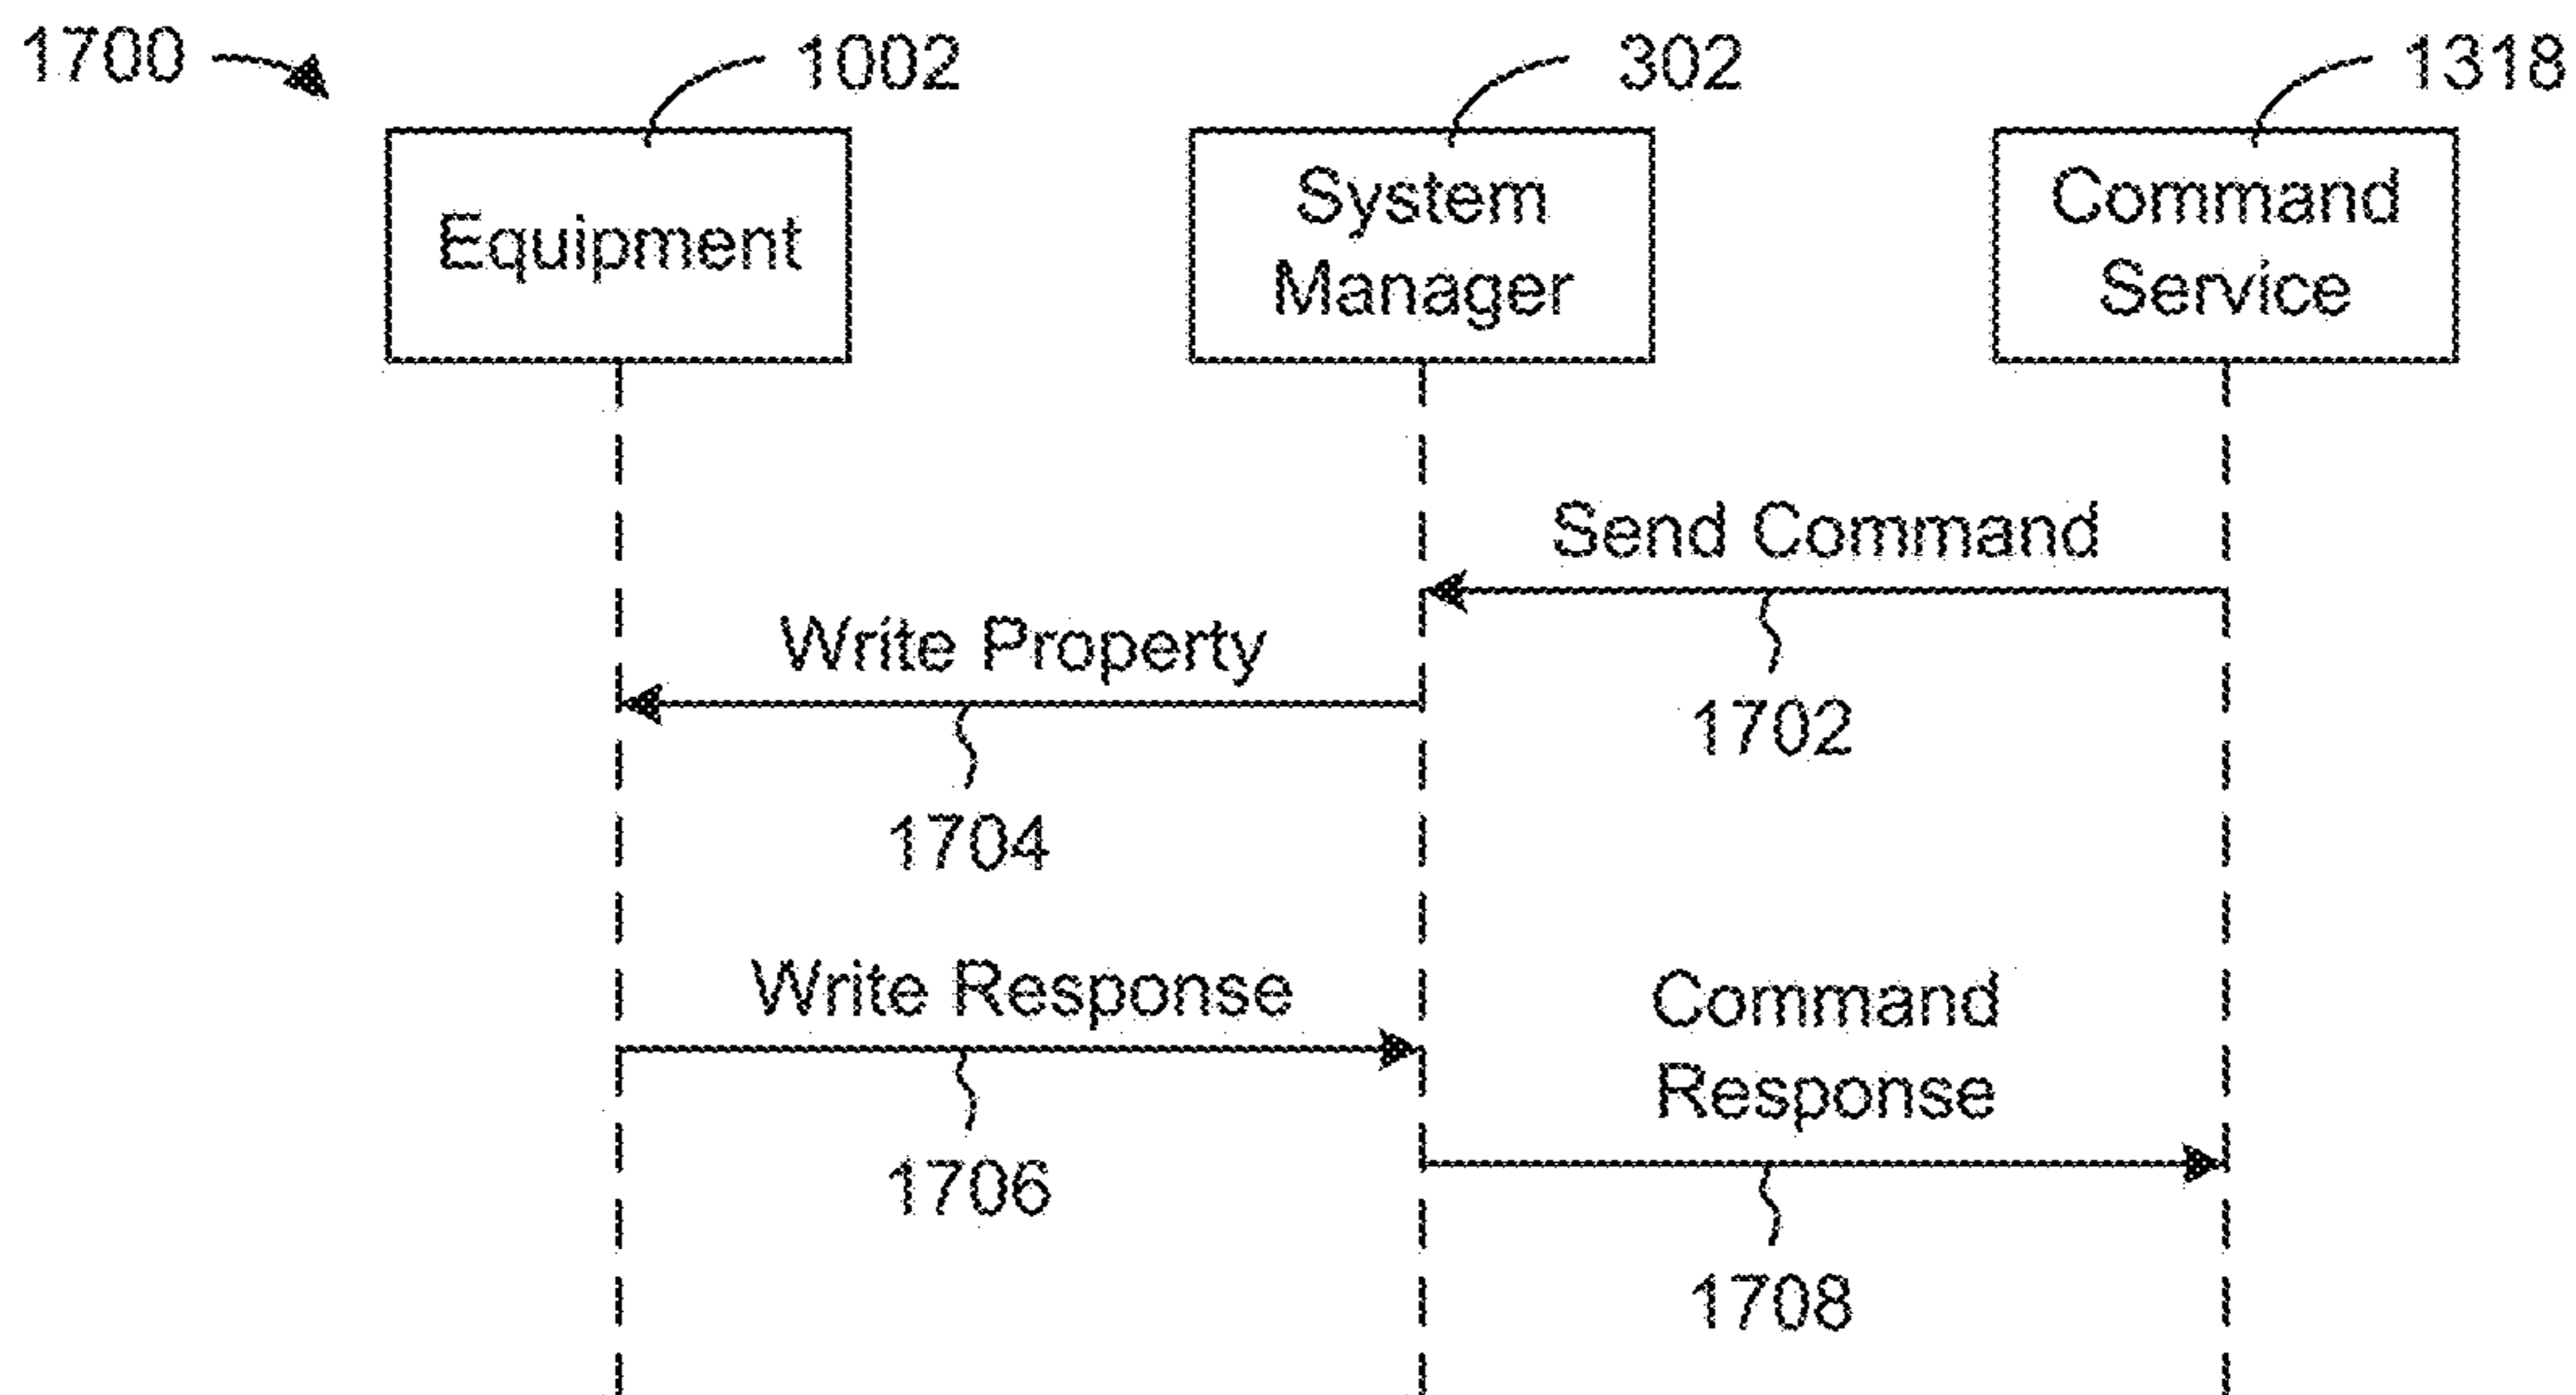 1700
1002
302
1318
Equipment
System
Manager
Command
Service
Send Command
1702
Write Property
1704
Write Response
1706
Command
Response
1708